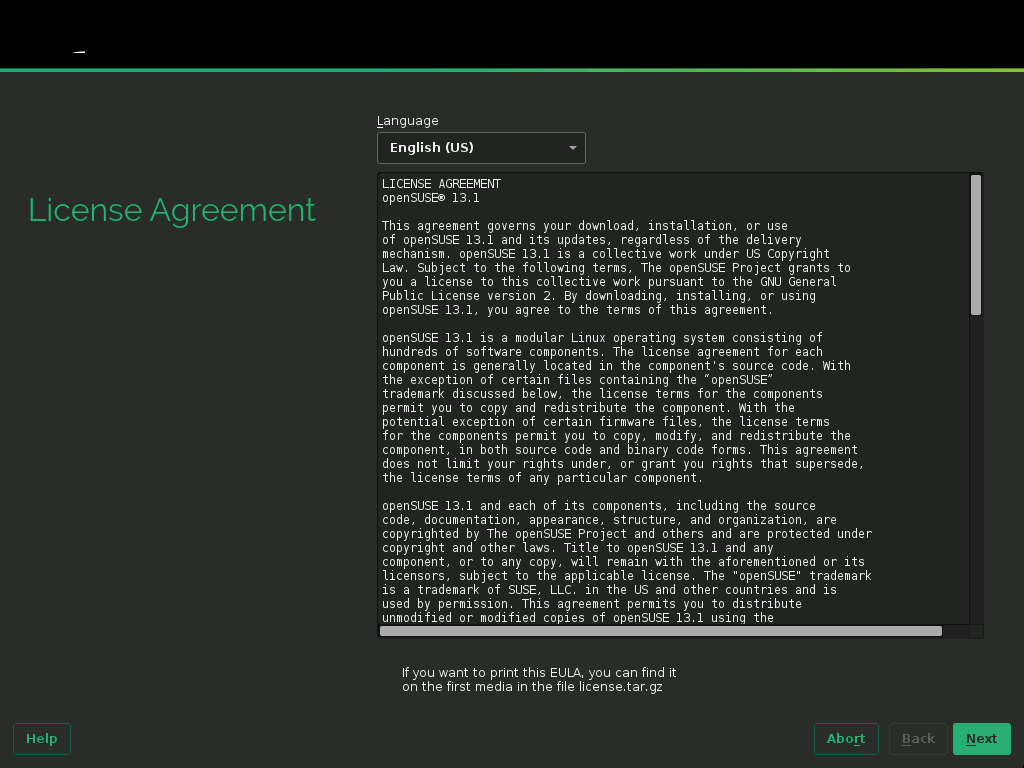 Language
English (US)
License Agreement
LICENSE AGREEMENT
openSUSE® 13.1
This agreement governs your download, installation, or use
of openSUSE 13.1 and its updates, regardless of the delivery
mechanism. openSUSE 13.1 is a collective work under US Copyright
Law. Subject to the following terms, The openSUSE Project grants to
you a license to this collective work pursuant to the GNU General
Public License version 2. By downloading, installing, or using
openSUSE 13.1, you agree to the terms of this agreement.
openSUSE 13.1 is a modular Linux operating system consisting of
hundreds of software components. The license agreement for each
component is generally located in the component's source code. With
the exception of certain files containing the “openSUSE”
trademark discussed below, the license terms for the components
permit you to copy and redistribute the component. With the
potential exception of certain firmware files, the license terms
for the components permit you to copy, modify, and redistribute the
component, in both source code and binary code forms. This agreement
does not limit your rights under, or grant you rights that supersede,
the license terms of any particular component.
openSUSE 13.1 and each of its components, including the source
code, documentation, appearance, structure, and organization, are
copyrighted by The openSUSE Project and others and are protected under
copyright and other laws. Title to openSUSE 13.1 and any
component, or to any copy, will remain with the aforementioned or its
licensors, subject to the applicable license. The "openSUSE" trademark
is a trademark of SUSE, LLC. in the US and other countries and is
used by permission. This agreement permits you to distribute
unmodified or modified copies of openSUSE 13.1 using the
If you want to print this EULA, you can find it
on the first media in the file license.tar.gz
Help
Abort
Back
Next